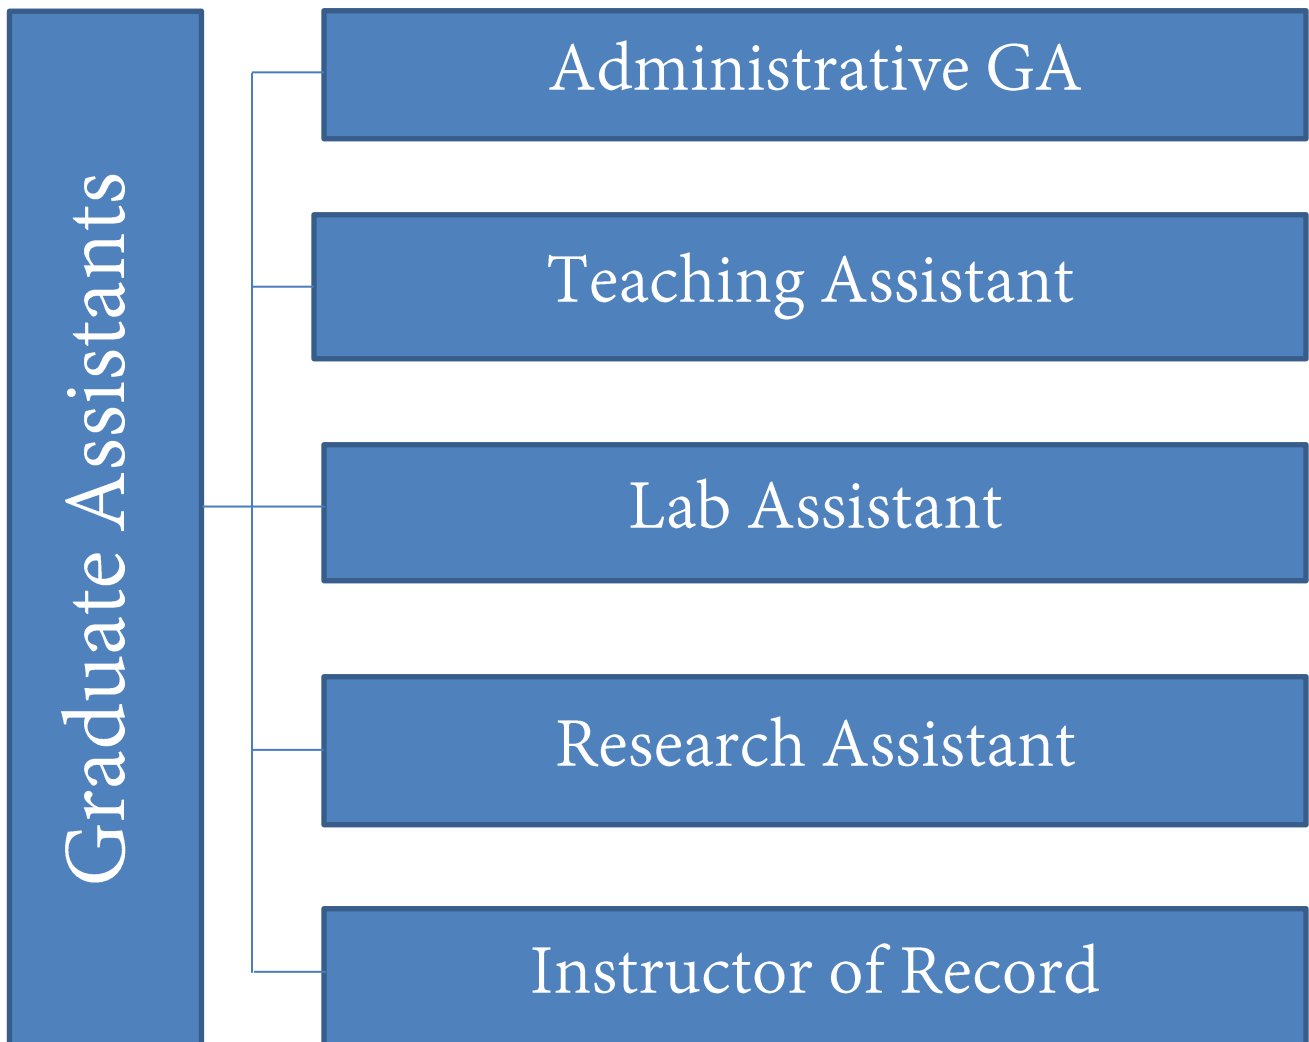 Graduate Assistants
Administrative GA
Teaching Assistant
Lab Assistant
Research Assistant
Instructor of Record